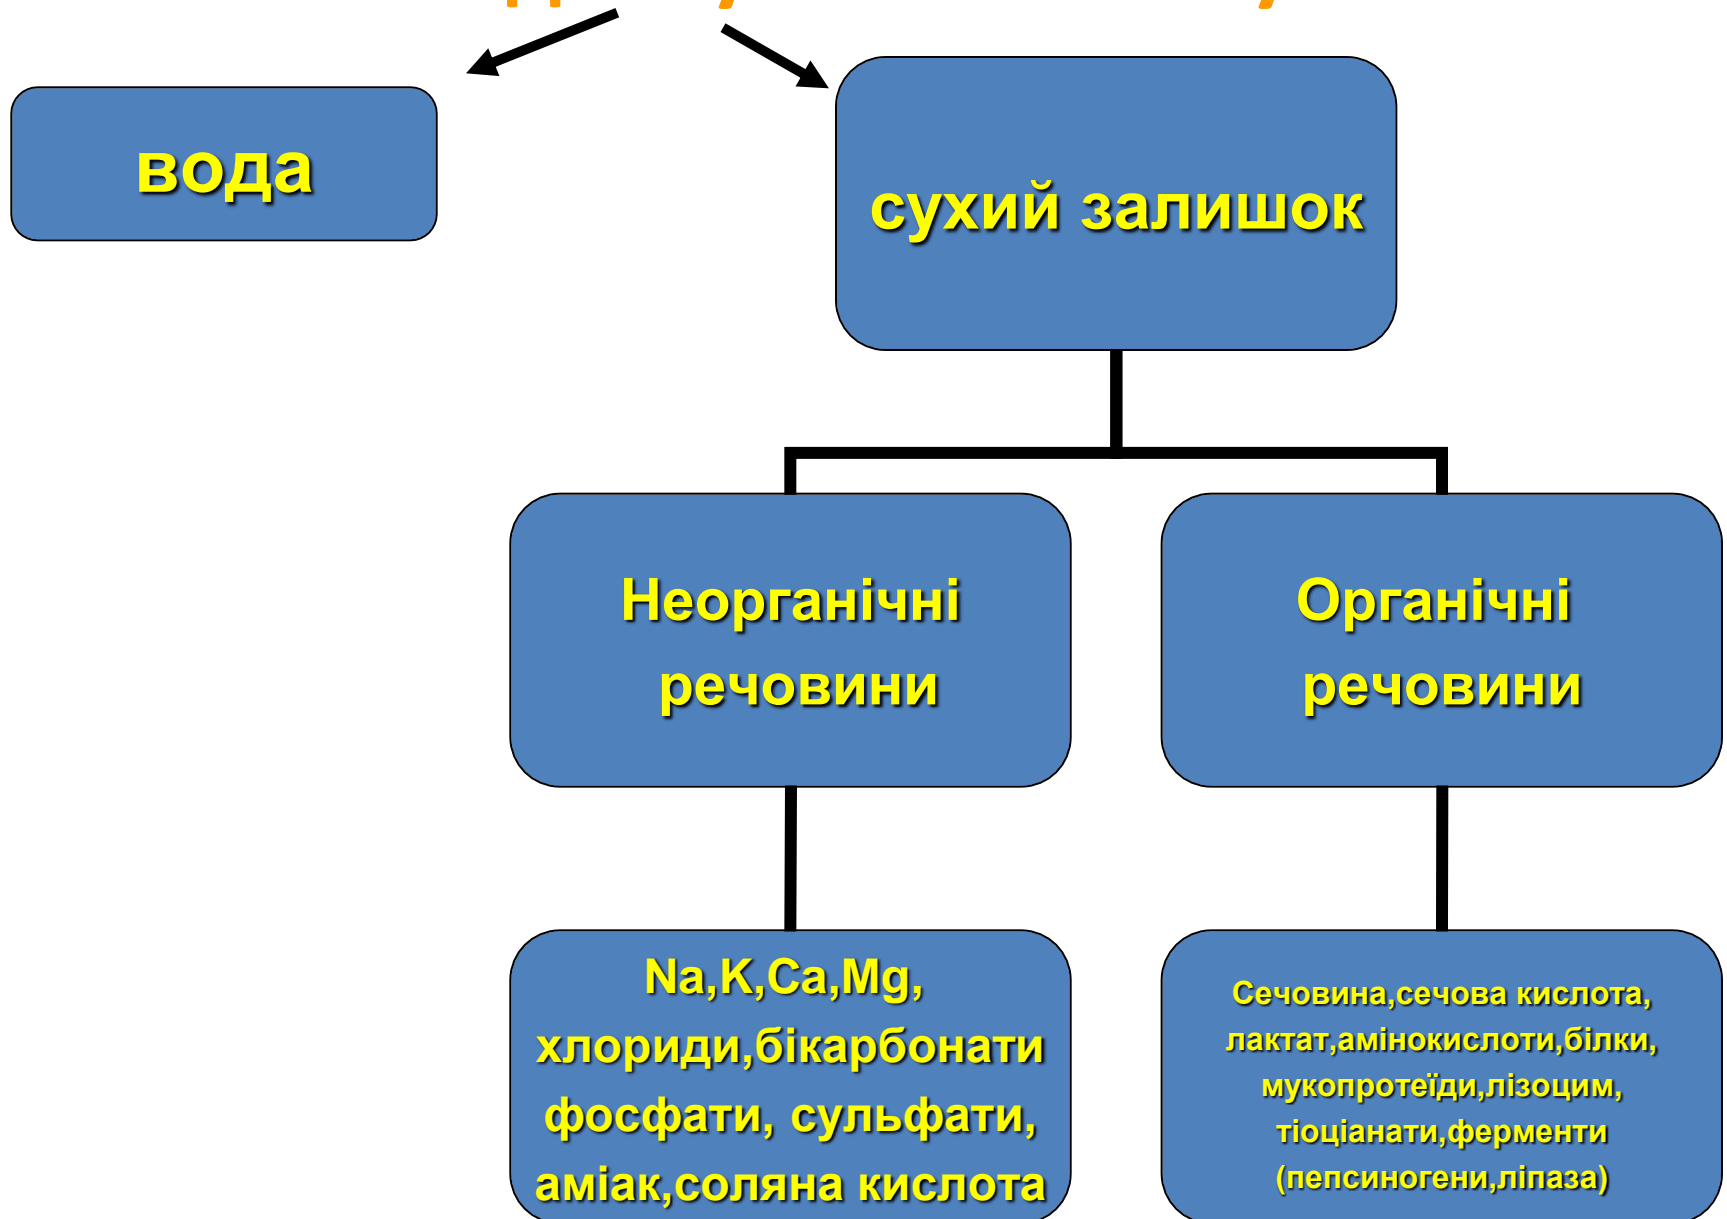 вода
сухий залишок
Неорганічні
речовини
Органічні
речовини
Na,K,Ca,Mg,
хлориди,бікарбонати
фосфати, сульфати,
аміак,соляна кислота
Сечовина,сечова кислота,
лактат,амінокислоти,білки,
мукопротеїди,лізоцим,
тіоціанати,ферменти
(пепсиногени,ліпаза)